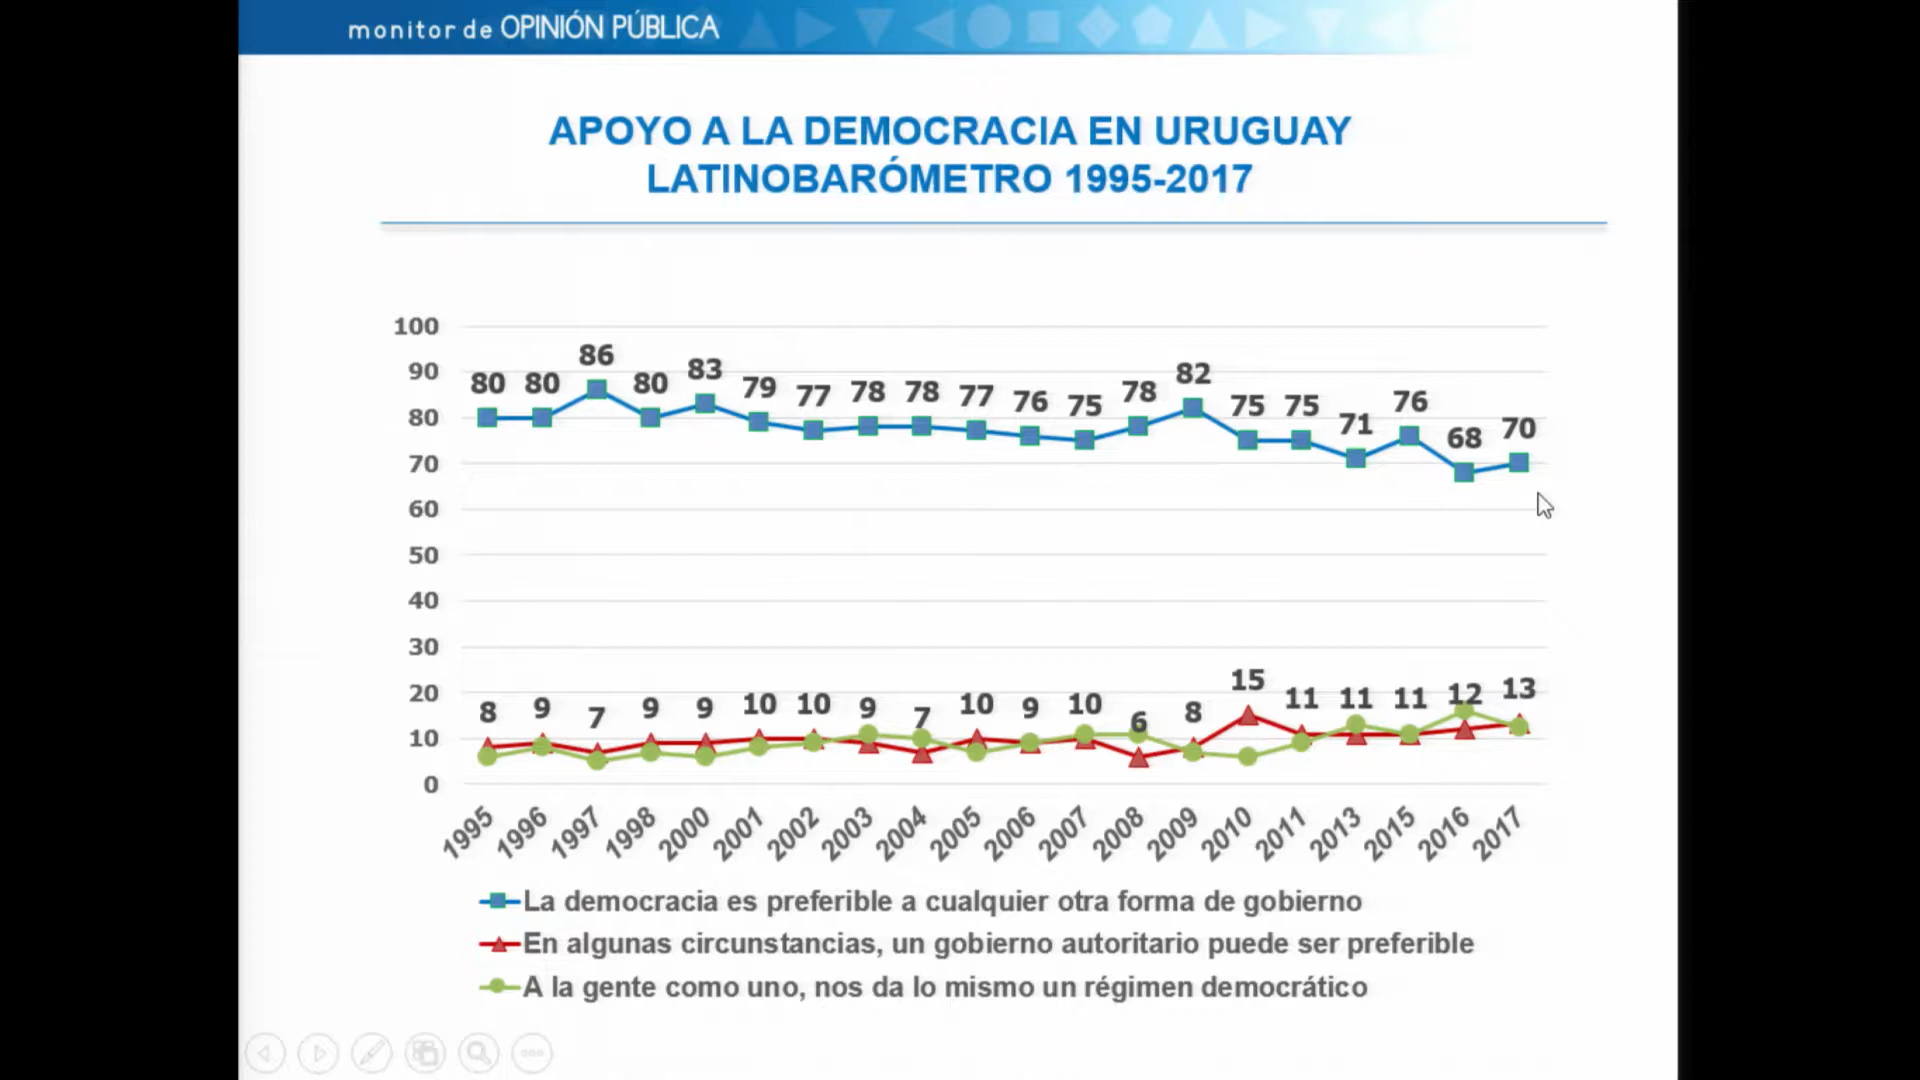 monitor de OPINIÓN PÚBLICA
APOYO A LA DEMOCRACIA EN URUGUAY
LATINOBARÓMETRO 1995-2017
100
90
80
70
60
50
40
30
20
10
0
80 80 86 80 83 79 77 78 78 77 76 75 78 82 75 75 71 76 68 70
8 9 7 9 9 10 10 9 7 10 9 10 6 8 15 11 11 11 12 13
1995 1996 1997 1998 2000 2001 2002 2003 2004 2005 2006 2007 2008 2009 2010 2011 2013 2015 2016 2017
La democracia es preferible a cualquier otra forma de gobierno
En algunas circunstancias, un gobierno autoritario puede ser preferible
A la gente como uno, nos da lo mismo un régimen democrático